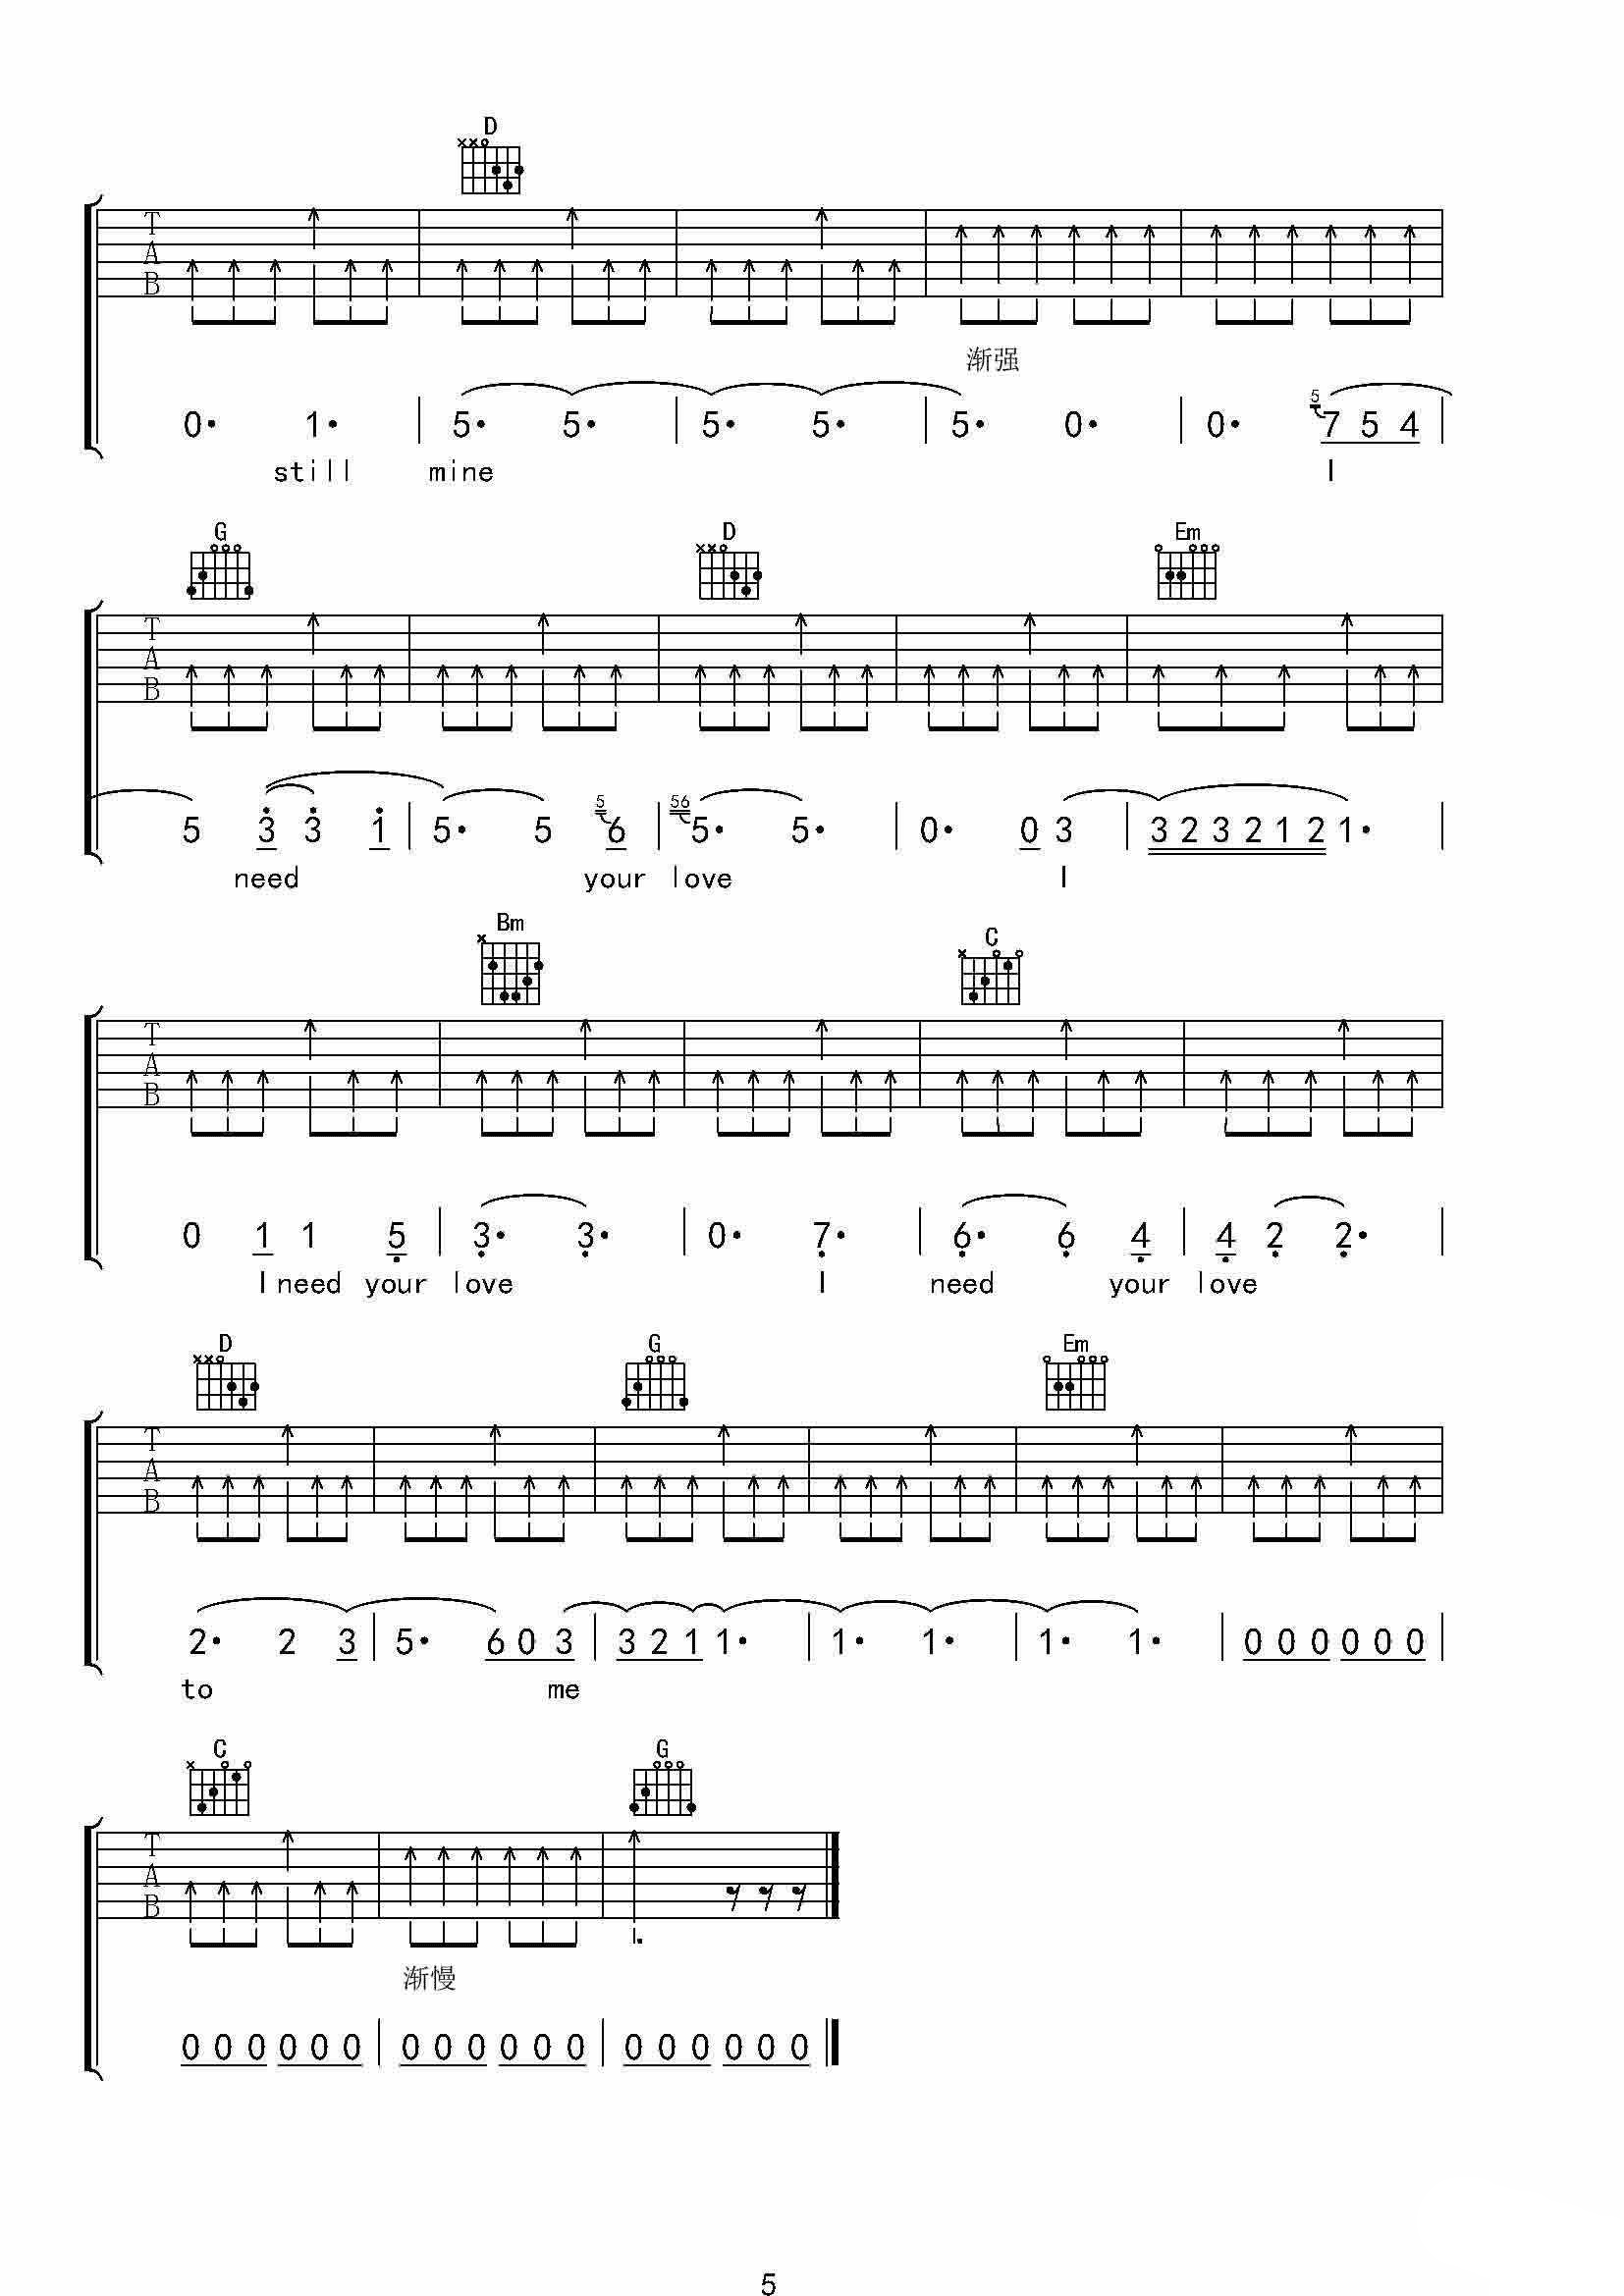 D
T
A
B
渐强
0· 1· | 5· 5· | 5· 5· | 5· 0· | 0· 5 7 5 4 |
still mine I
G D Em
T
A
B
5 3 3 1 | 5· 5 5 6 | 56 5· 5· | 0· 0 3 | 3 2 3 2 1 2 1· |
need your love I
Bm C
T
A
B
0 1 1 5 | 3· 3· | 0· 7· | 6· 6 4 | 4 2 2· |
I need your love I need your love
D G Em
T
A
B
2· 2 3 | 5· 6 0 3 | 3 2 1 1· | 1· 1· | 1· 1· | 0 0 0 0 0 0 |
to me
C G
T
A
B
渐慢
0 0 0 0 0 0 | 0 0 0 0 0 0 | 0 0 0 0 0 0
5